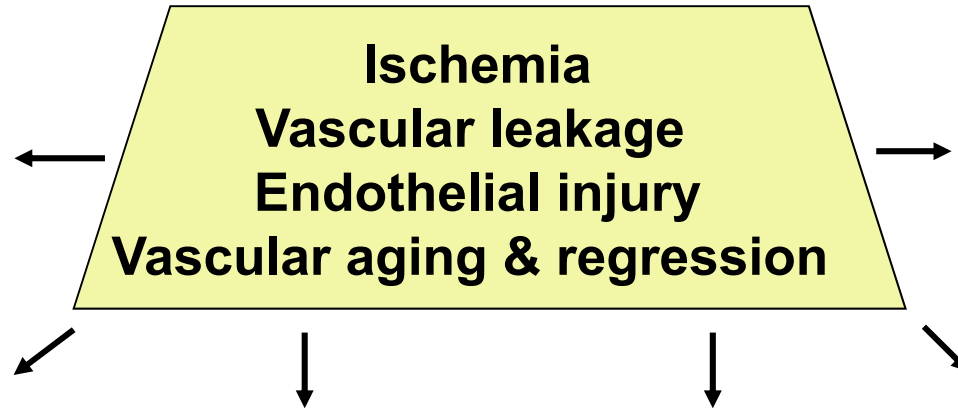 Ischemia
Vascular leakage
Endothelial injury
Vascular aging & regression